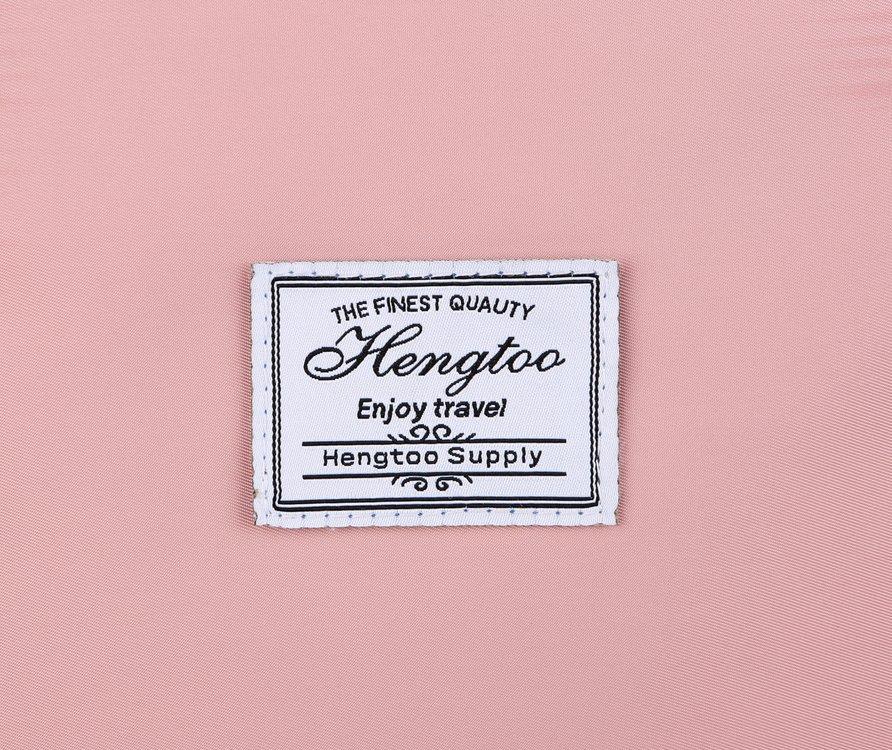 THE FINEST QUAUTY
Hengtoo
Enjoy travel
Hengtoo Supply